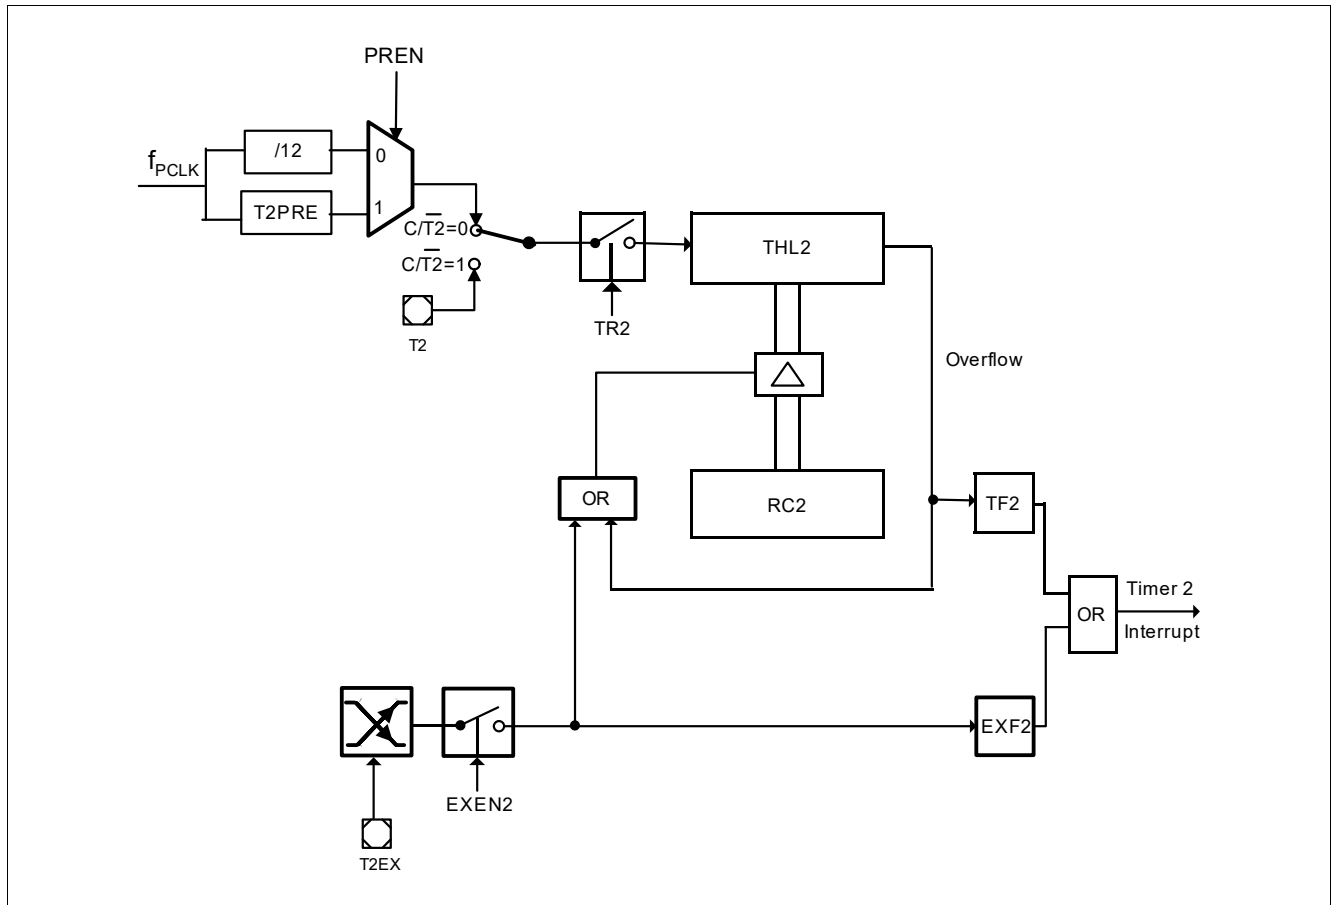 PREN
/12
0
fPCLK
T2PRE
1
C/T2=0
C/T2=1
T2
TR2
THL2
Overflow
OR
RC2
TF2
Timer 2
OR
Interrupt
EXF2
EXEN2
T2EX